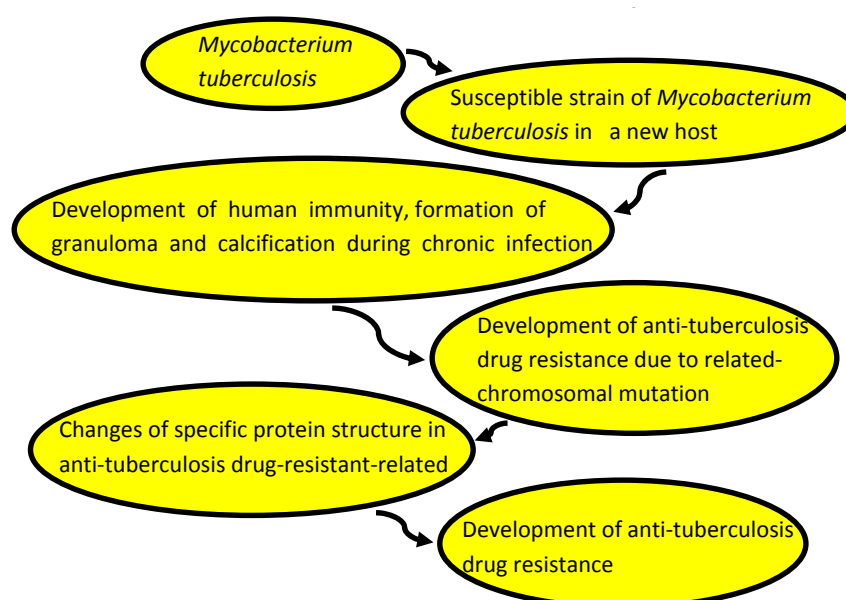 Mycobacterium
tuberculosis
Susceptible strain of Mycobacterium
tuberculosis in a new host
Development of human immunity, formation of
granuloma and calcification during chronic infection
Development of anti-tuberculosis
drug resistance due to related-
chromosomal mutation
Changes of specific protein structure in
anti-tuberculosis drug-resistant-related
Development of anti-tuberculosis
drug resistance